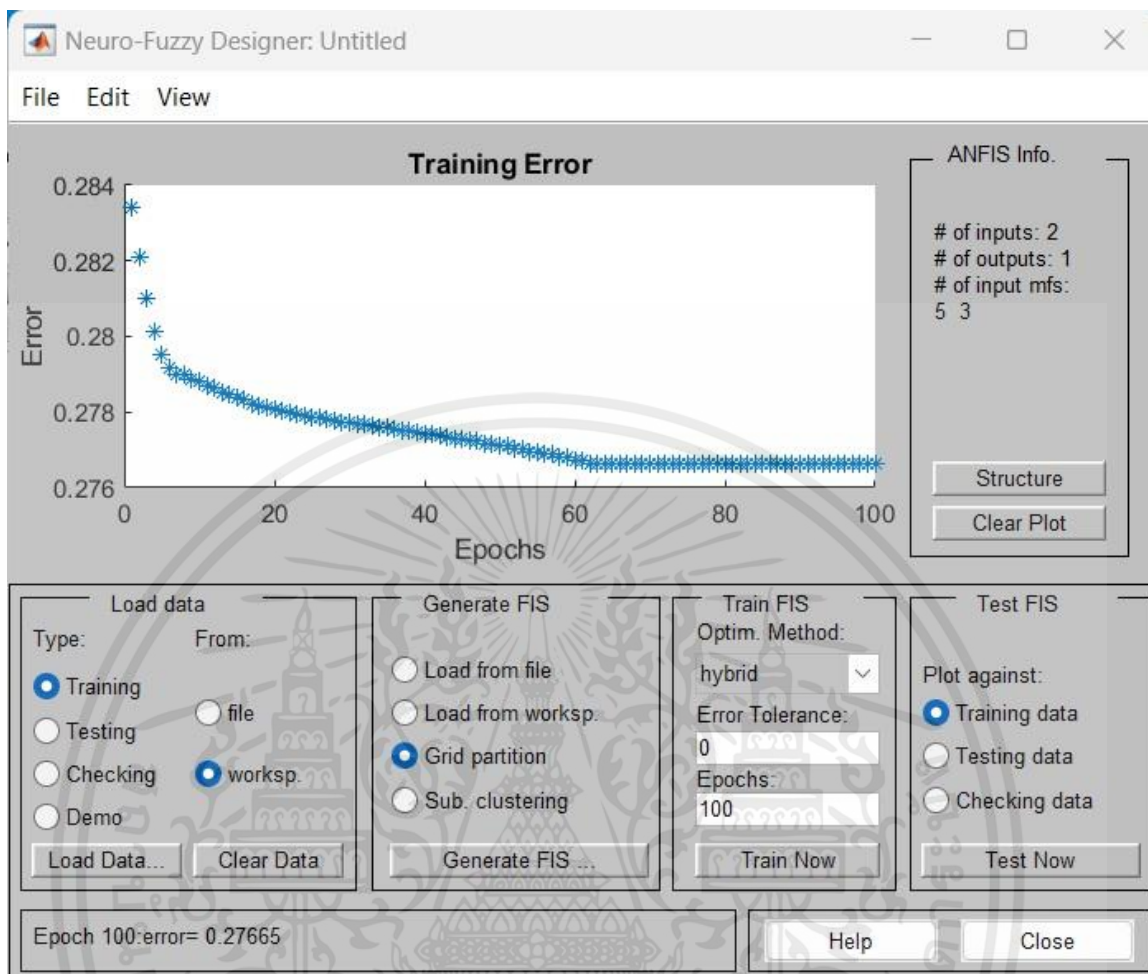 Neuro-Fuzzy Designer: Untitled
File Edit View
Training Error
0.284
0.282
0.28
0.278
0.276
Error
0 20 40 60 80 100
Epochs
ANFIS Info.
# of inputs: 2
# of outputs: 1
# of input mfs:
5 3
Structure
Clear Plot
Load data
Type: From:
Training
file
Testing
Checking
worksp.
Demo
Load Data... Clear Data
Generate FIS
Load from file
Load from worksp.
Grid partition
Sub. clustering
Generate FIS ...
Train FIS
Optim. Method:
hybrid
Error Tolerance:
0
Epochs:
100
Train Now
Test FIS
Plot against:
Training data
Testing data
Checking data
Test Now
Epoch 100:error= 0.27665
Help Close